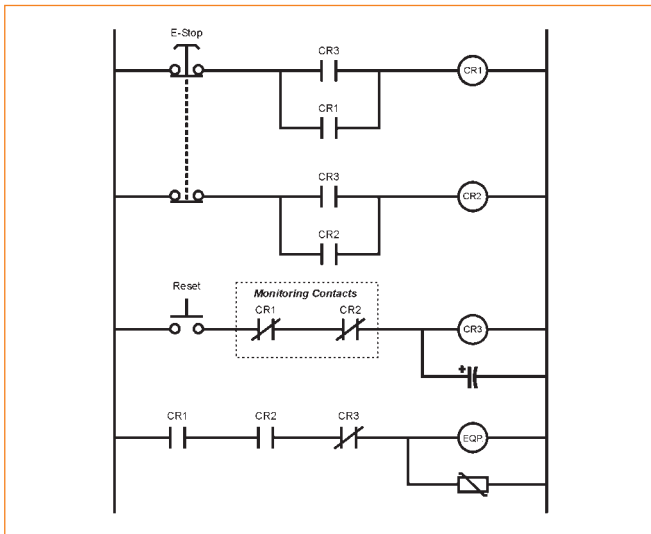 E-Stop
CR3
CR1
CR1
CR3
CR2
CR2
Reset
Monitoring Contacts
CR1
CR2
CR3
+
CR1
CR2
CR3
EQP.